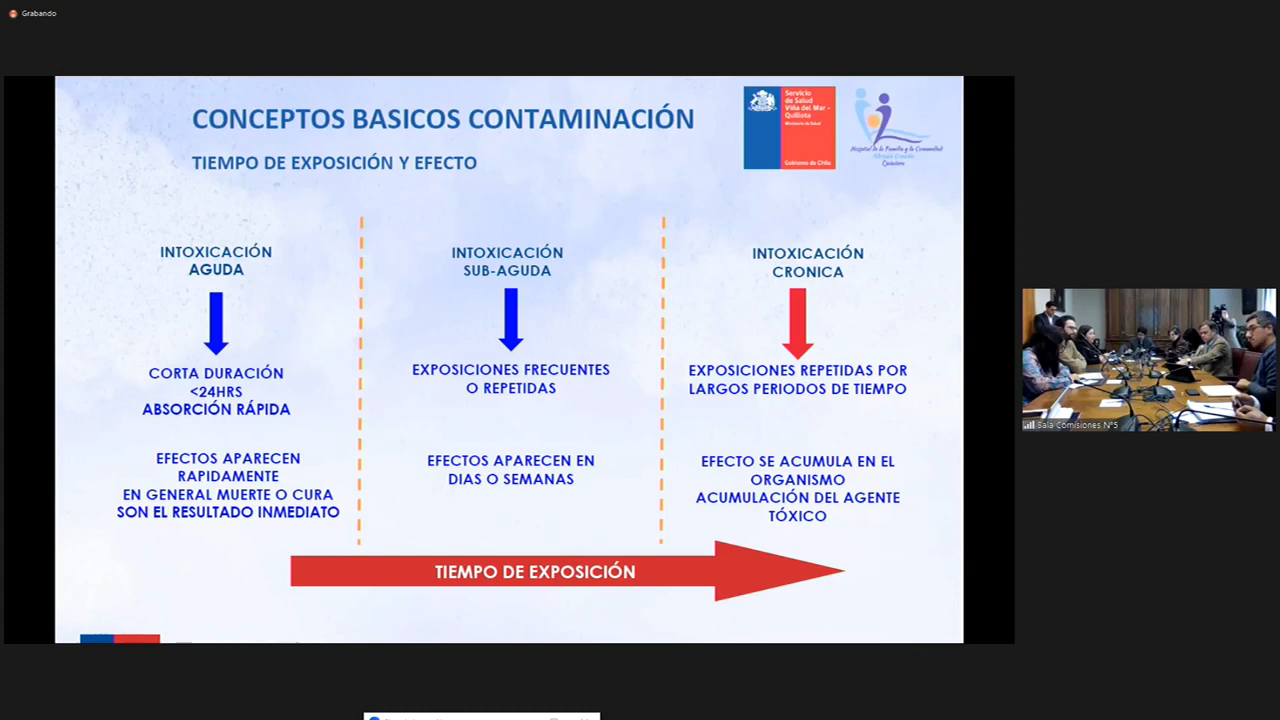 Grabando
CONCEPTOS BASICOS CONTAMINACIÓN
TIEMPO DE EXPOSICIÓN Y EFECTO
Servicio
de Salud
Viña del Mar -
Quillota
Ministerio de Salud
Gobierno de Chile
Hospital de la Familia y la Comunidad
Adriana Cousiño
Quintero
INTOXICACIÓN
AGUDA
CORTA DURACIÓN
<24HRS
ABSORCIÓN RÁPIDA
EFECTOS APARECEN
RAPIDAMENTE
EN GENERAL MUERTE O CURA
SON EL RESULTADO INMEDIATO
INTOXICACIÓN
SUB-AGUDA
EXPOSICIONES FRECUENTES
O REPETIDAS
EFECTOS APARECEN EN
DIAS O SEMANAS
INTOXICACIÓN
CRONICA
EXPOSICIONES REPETIDAS POR
LARGOS PERIODOS DE TIEMPO
EFECTO SE ACUMULA EN EL
ORGANISMO
ACUMULACIÓN DEL AGENTE
TÓXICO
TIEMPO DE EXPOSICIÓN
Sala Comisiones N°5